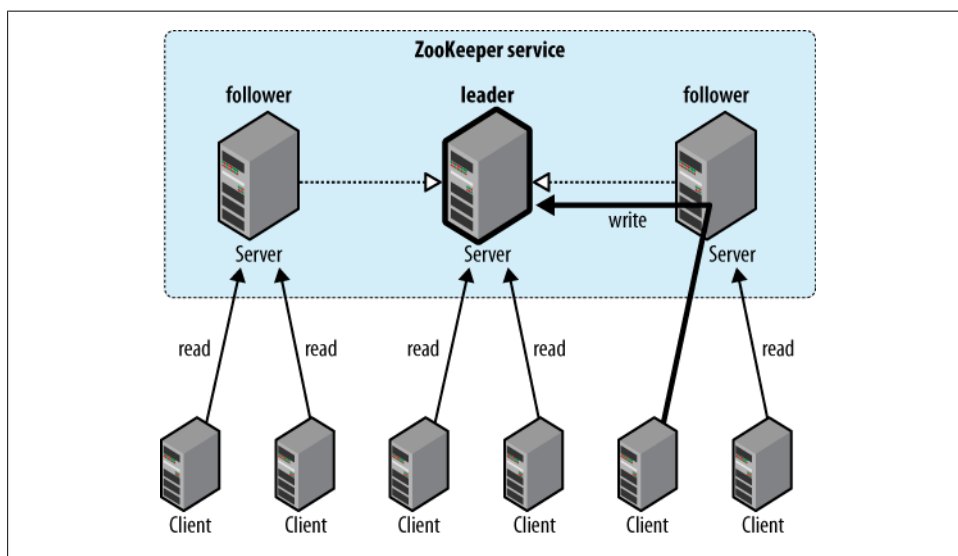 ZooKeeper service
follower
leader
follower
write
Server
Server
Server
read
read
read
read
read
Client
Client
Client
Client
Client
Client